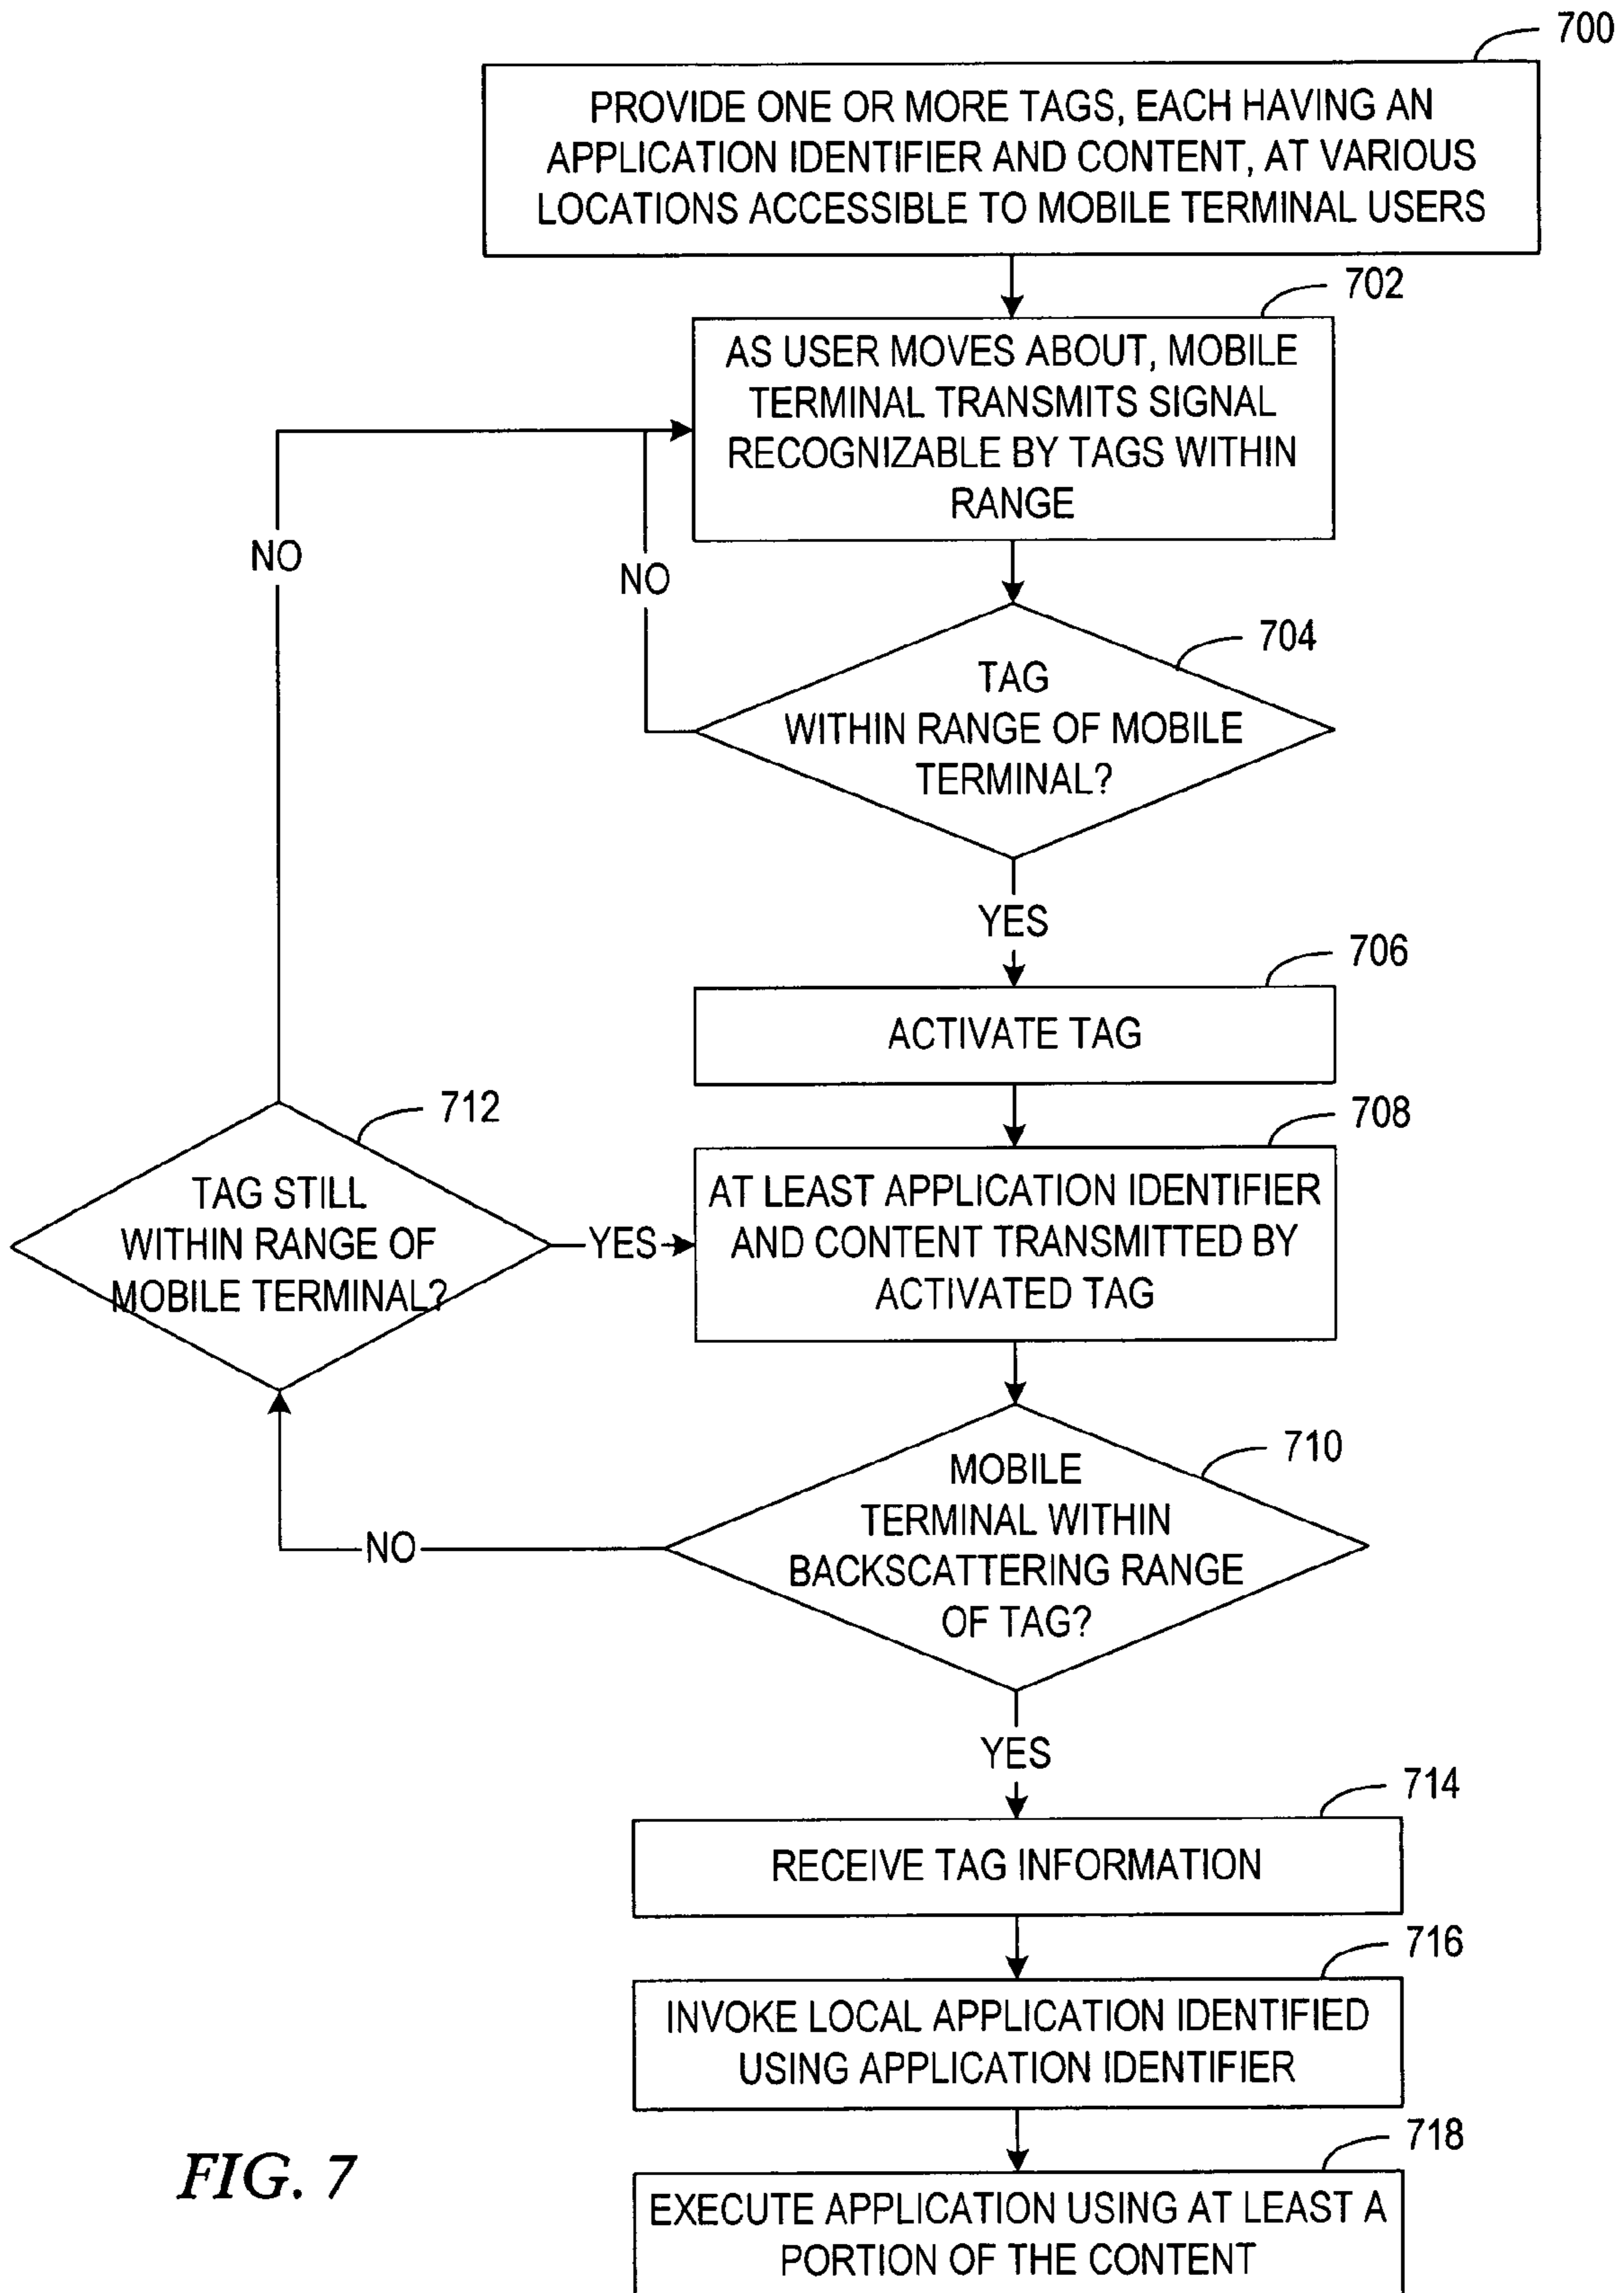 700
PROVIDE ONE OR MORE TAGS, EACH HAVING AN
APPLICATION IDENTIFIER AND CONTENT, AT VARIOUS
LOCATIONS ACCESSIBLE TO MOBILE TERMINAL USERS
702
AS USER MOVES ABOUT, MOBILE
TERMINAL TRANSMITS SIGNAL
RECOGNIZABLE BY TAGS WITHIN
RANGE
NO
NO
704
TAG
WITHIN RANGE OF MOBILE
TERMINAL?
YES
706
ACTIVATE TAG
712
TAG STILL
WITHIN RANGE OF
MOBILE TERMINAL?
YES
708
AT LEAST APPLICATION IDENTIFIER
AND CONTENT TRANSMITTED BY
ACTIVATED TAG
710
MOBILE
TERMINAL WITHIN
BACKSCATTERING RANGE
OF TAG?
NO
YES
714
RECEIVE TAG INFORMATION
716
INVOKE LOCAL APPLICATION IDENTIFIED
USING APPLICATION IDENTIFIER
718
EXECUTE APPLICATION USING AT LEAST A
PORTION OF THE CONTENT
FIG. 7